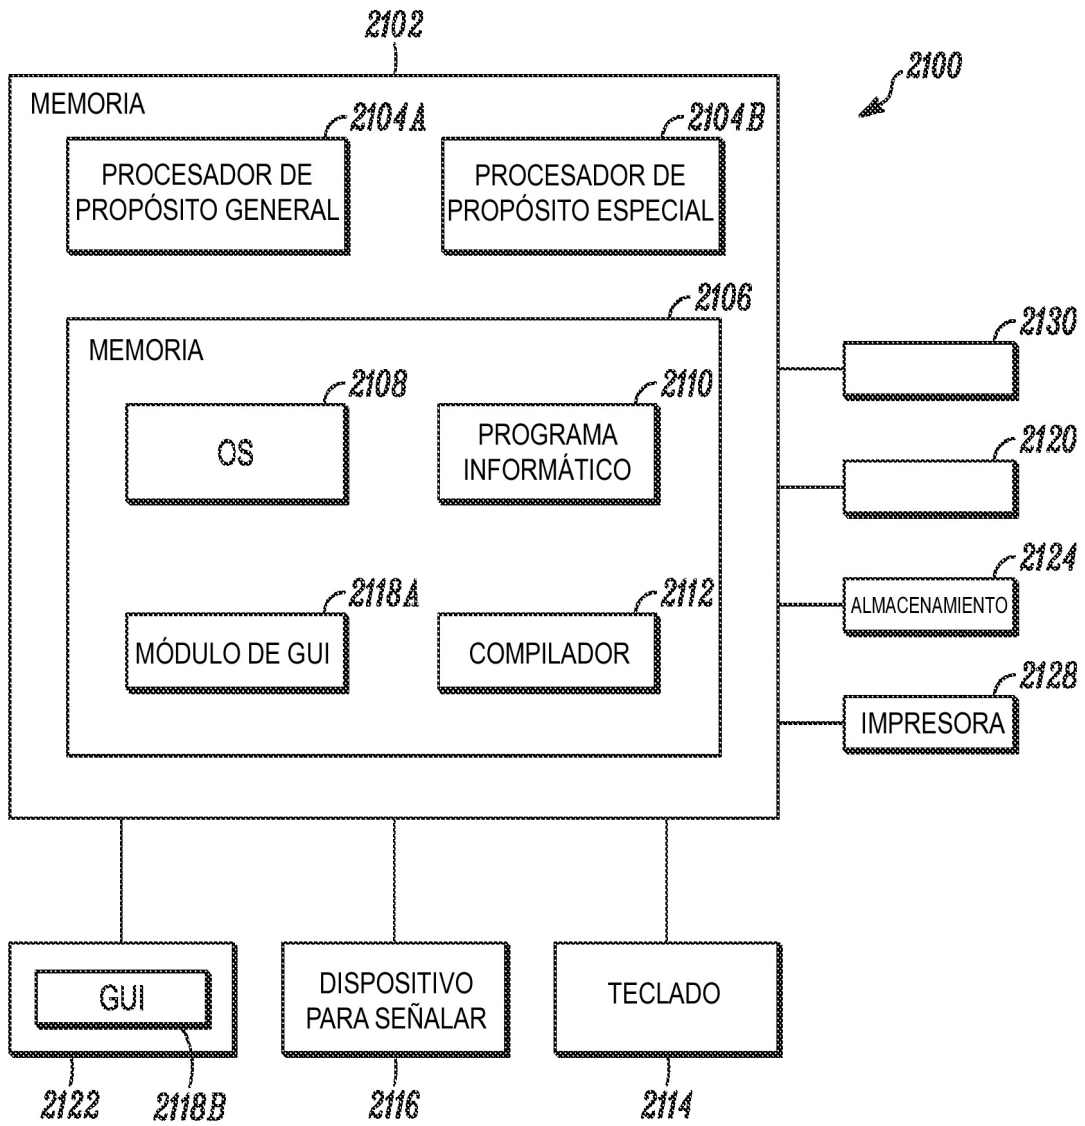 2102
2100
MEMORIA
2104A
2104B
PROCESADOR DE
PROPÓSITO GENERAL
PROCESADOR DE
PROPÓSITO ESPECIAL
2106
MEMORIA
2130
2108
OS
2110
PROGRAMA
INFORMÁTICO
2120
2118A
MÓDULO DE GUI
2112
COMPILADOR
2124
ALMACENAMIENTO
2128
IMPRESORA
GUI
DISPOSITIVO
PARA SEÑALAR
TECLADO
2122
2118B
2116
2114